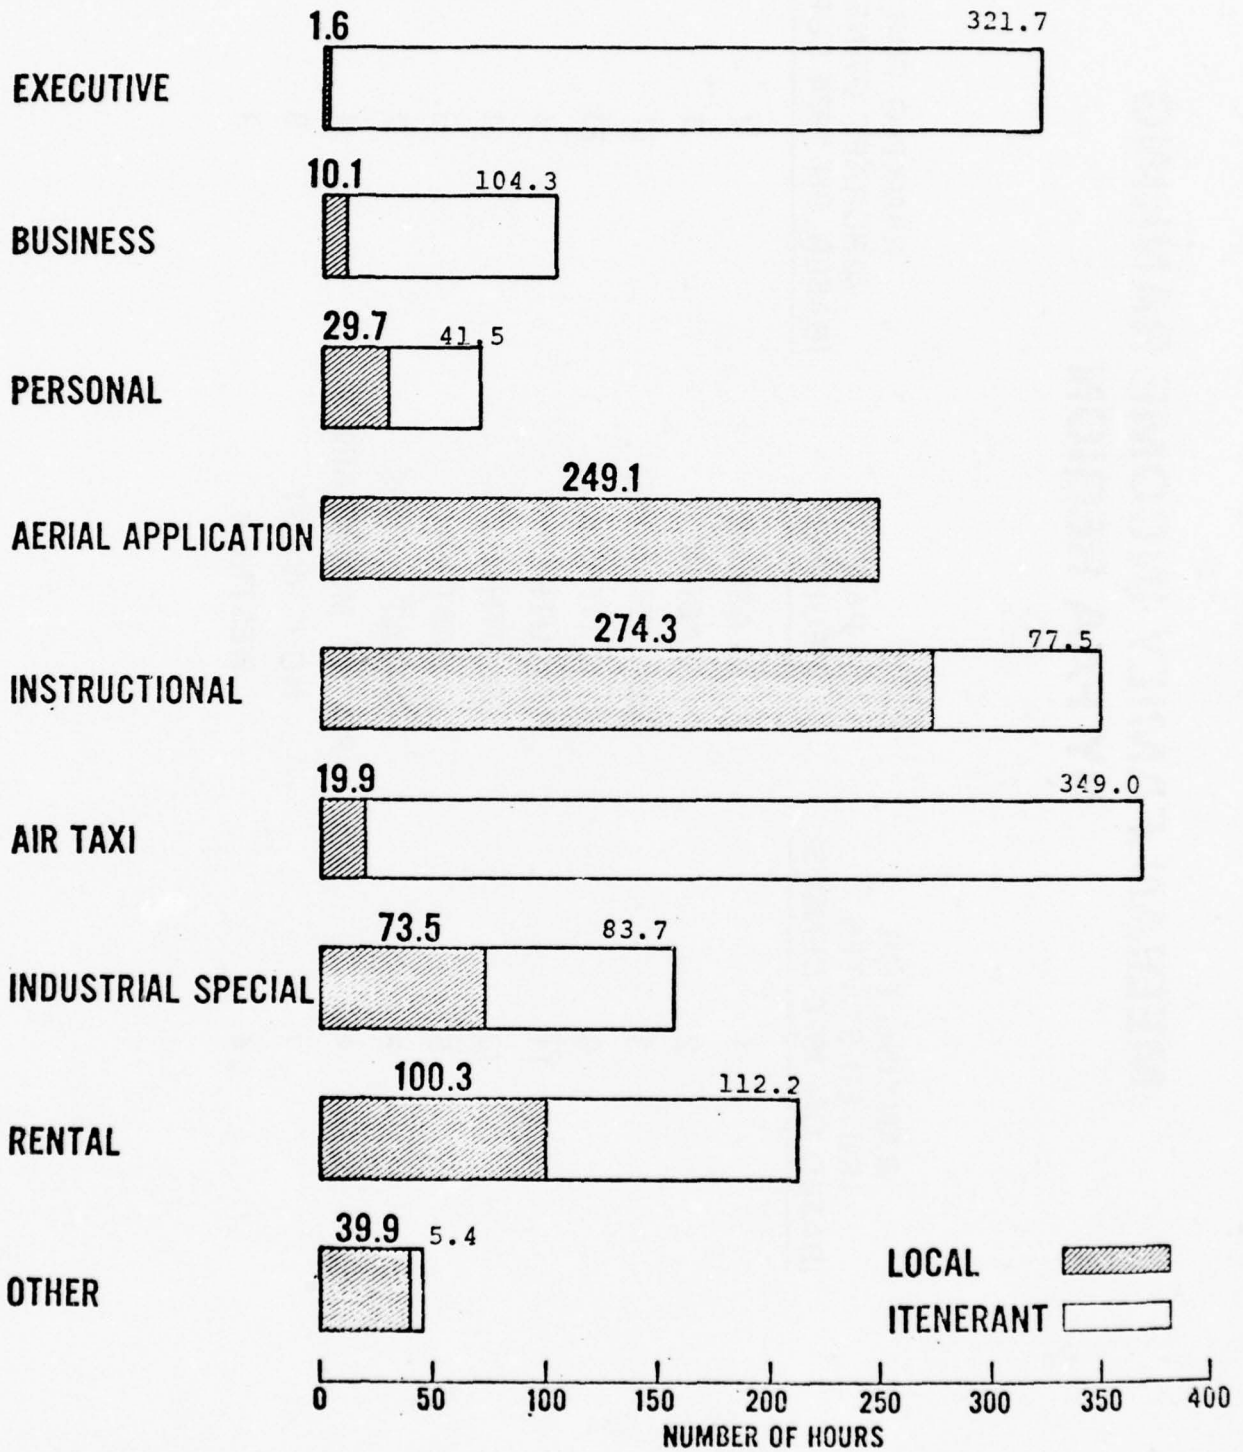 1.6 321.7
EXECUTIVE
10.1 104.3
BUSINESS
29.7 41.5
PERSONAL
249.1
AERIAL APPLICATION
274.3 77.5
INSTRUCTIONAL
19.9 349.0
AIR TAXI
73.5 83.7
INDUSTRIAL SPECIAL
100.3 112.2
RENTAL
39.9 5.4
OTHER
LOCAL
ITENERANT
0 50 100 150 200 250 300 350 400
NUMBER OF HOURS